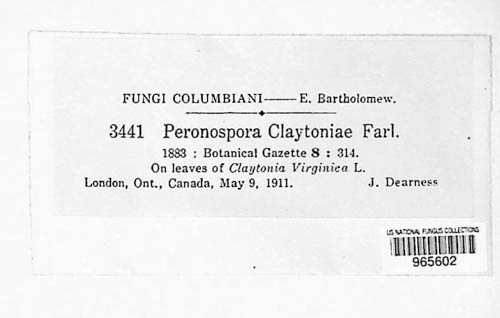 FUNGI COLUMBIANI——E. Bartholomew.
3441 Peronospora Claytoniae Farl.
1883 : Botanical Gazette 8 : 314.
On leaves of Claytonia Virginica L.
London, Ont., Canada, May 9, 1911. J. Dearness
US NATIONAL FUNGUS COLLECTIONS
965602